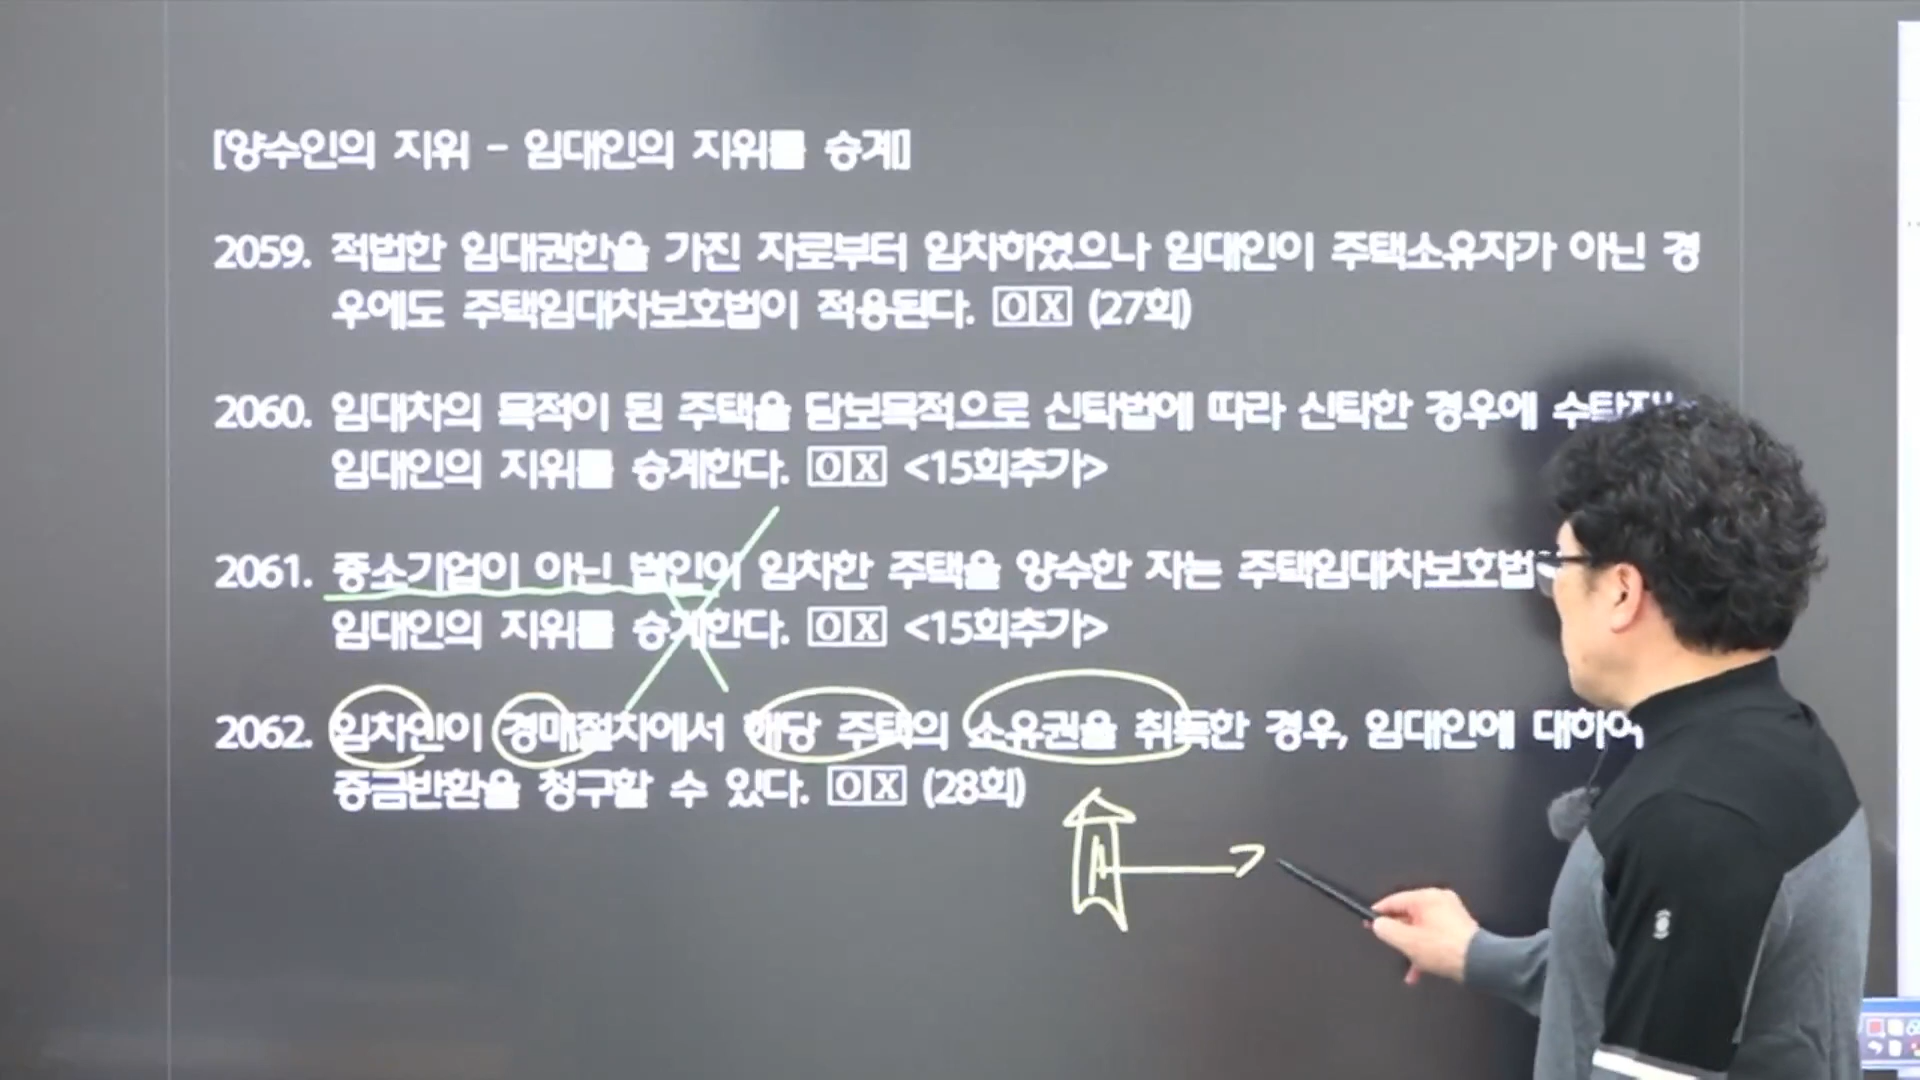 [양수인의 지위 - 임대인의 지위를 승계]
2059. 적법한 임대권한을 가진 자로부터 임차하였으나 임대인이 주택소유자가 아닌 경
우에도 주택임대차보호법이 적용된다. O X (27회)
2060. 임대차의 목적이 된 주택을 담보목적으로 신탁법에 따라 신탁한 경우에
임대인의 지위를 승계한다. O X <15회추가>
2061. 중소기업이 아닌 법인이 임차한 주택을 양수한 자는 주택임대차보호법
임대인의 지위를 승계한다. O X <15회추가>
2062. 임차인이 경매절차에서 해당 주택의 소유권을 취득한 경우, 임대인에 대하여
증금반환을 청구할 수 있다. O X (28회)